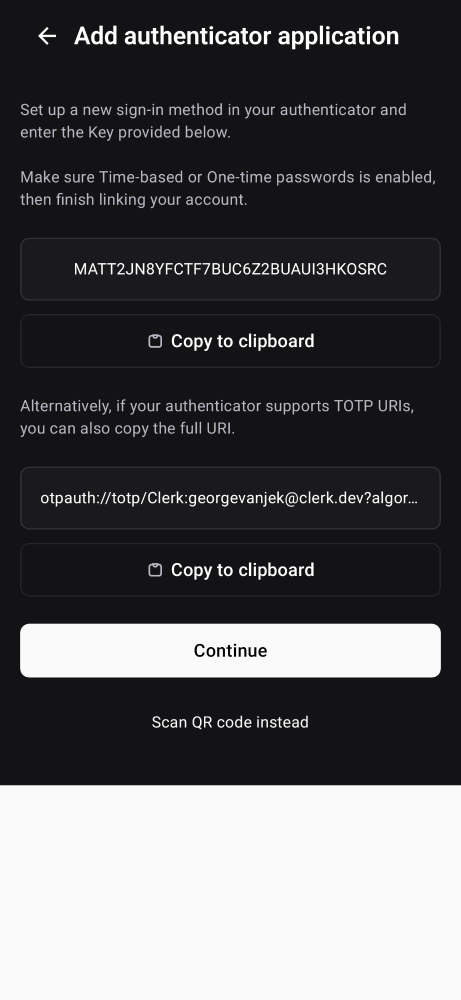 Add authenticator application
Set up a new sign-in method in your authenticator and
enter the Key provided below.
Make sure Time-based or One-time passwords is enabled,
then finish linking your account.
MATT2JN8YFCTF7BUC6Z2BUAUI3HKOSRC
Copy to clipboard
Alternatively, if your authenticator supports TOTP URIs,
you can also copy the full URI.
otpauth://totp/Clerk:georgevanjek@clerk.dev?algor…
Copy to clipboard
Continue
Scan QR code instead